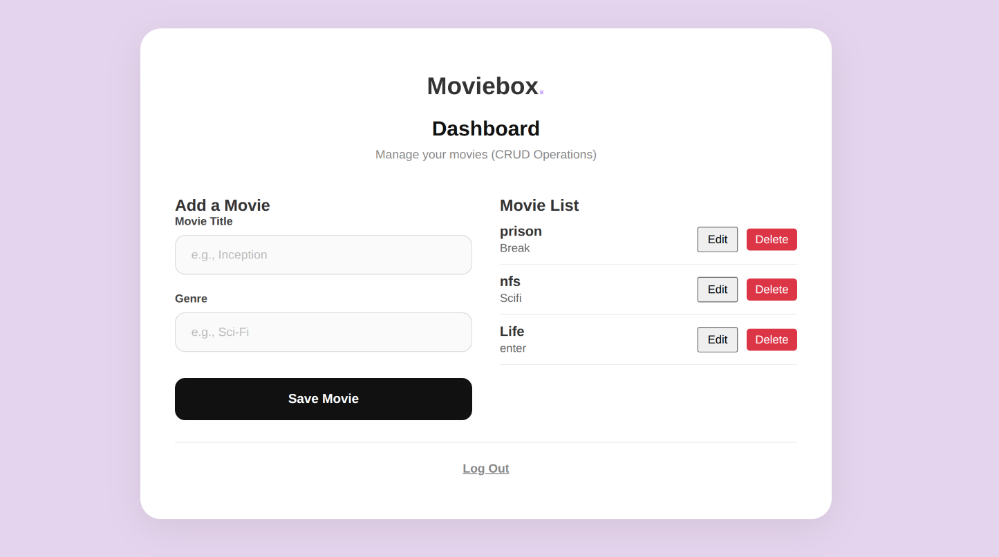 Moviebox.
Dashboard
Manage your movies (CRUD Operations)
Add a Movie
Movie Title
e.g., Inception
Genre
e.g., Sci-Fi
Save Movie
Movie List
prison
Break
Edit
Delete
nfs
Scifi
Edit
Delete
Life
enter
Edit
Delete
Log Out